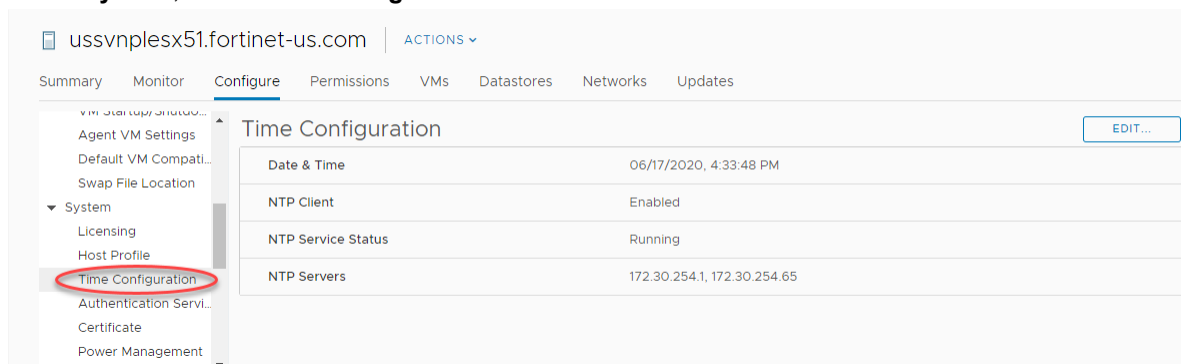 ussvnplesx51.fortinet-us.com ACTIONS
Summary Monitor Configure Permissions VMs Datastores Networks Updates
Agent VM Settings
Default VM Compati...
Swap File Location
System
Licensing
Host Profile
Time Configuration
Authentication Servi...
Certificate
Power Management
Time Configuration EDIT...
Date & Time 06/17/2020, 4:33:48 PM
NTP Client Enabled
NTP Service Status Running
NTP Servers 172.30.254.1, 172.30.254.65